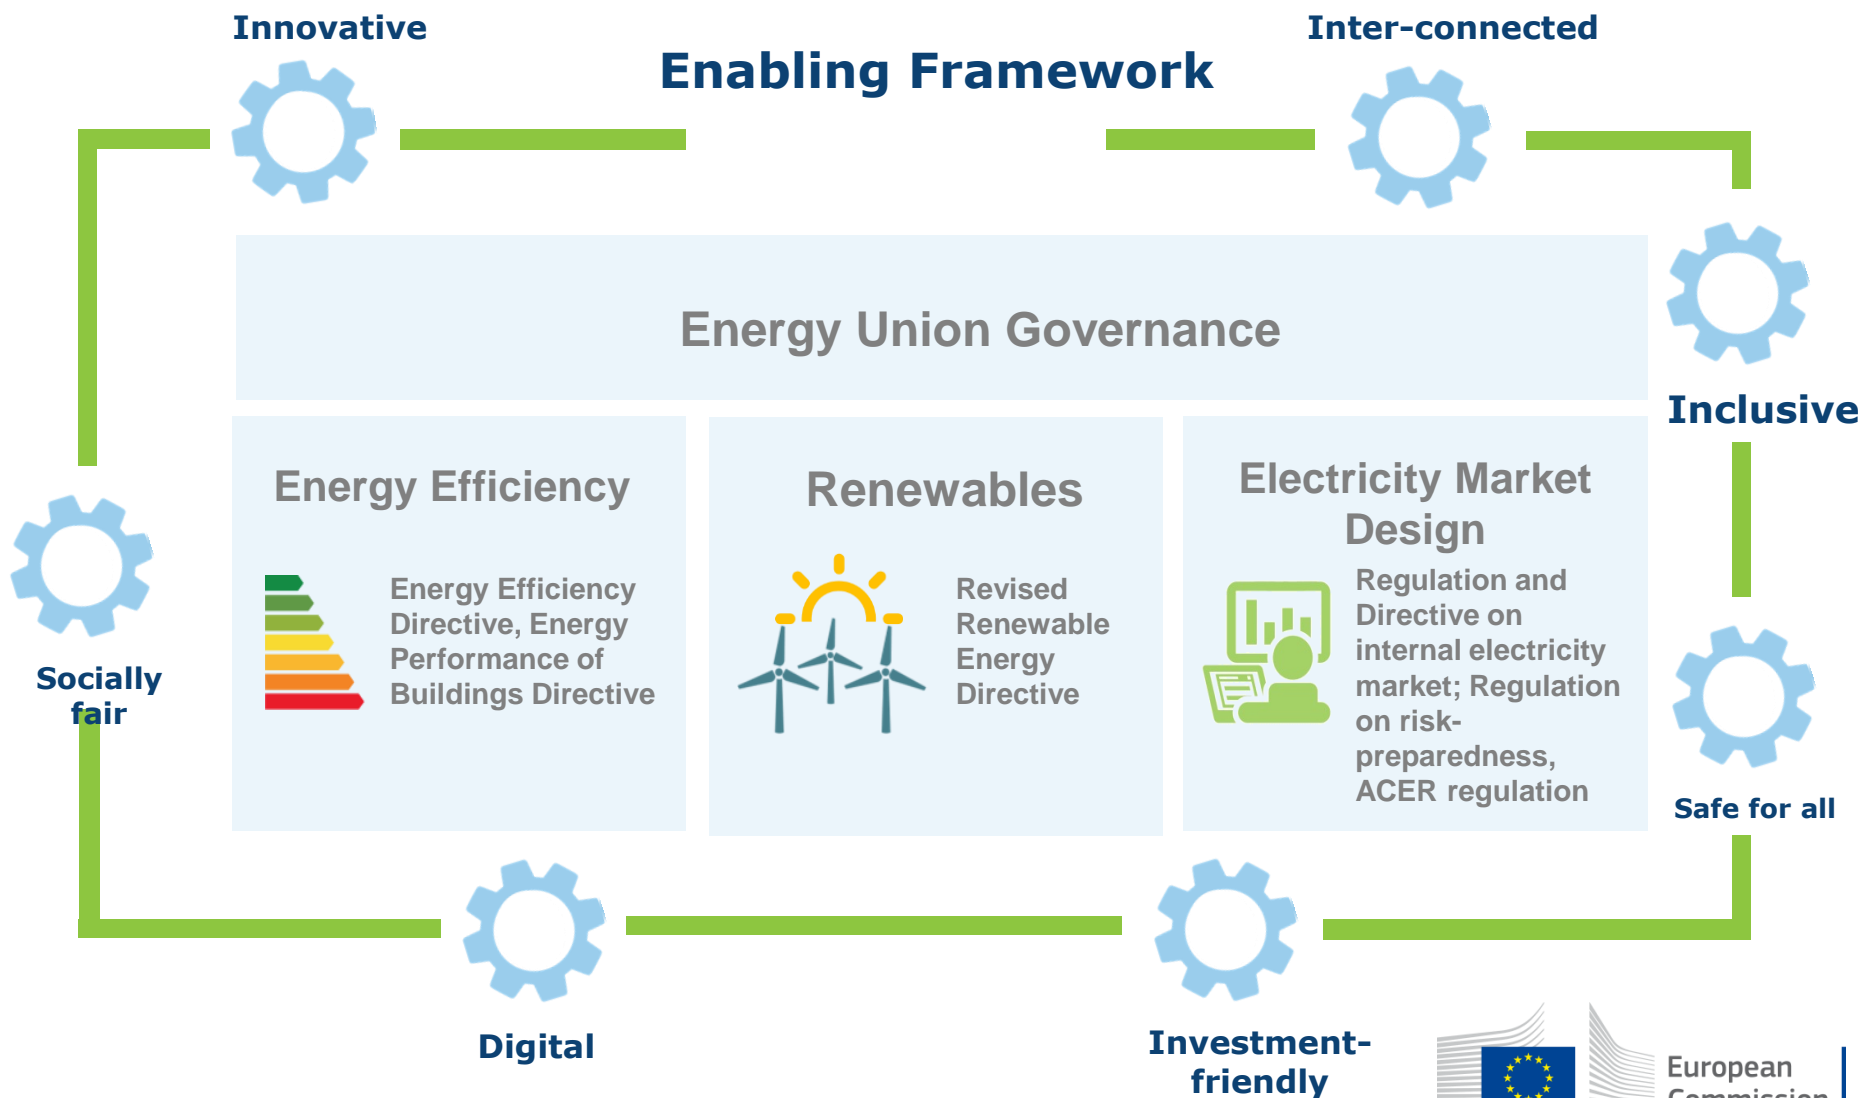 Innovative
Inter-connected
Enabling Framework
Energy Union Governance
Inclusive
Energy Efficiency
Energy Efficiency
Directive, Energy
Performance of
Buildings Directive
Renewables
Revised
Renewable
Energy
Directive
Electricity Market
Design
Regulation and
Directive on
internal electricity
market; Regulation
on risk-
preparedness,
ACER regulation
Socially
fair
Safe for all
Digital
Investment-
friendly
European
Commission